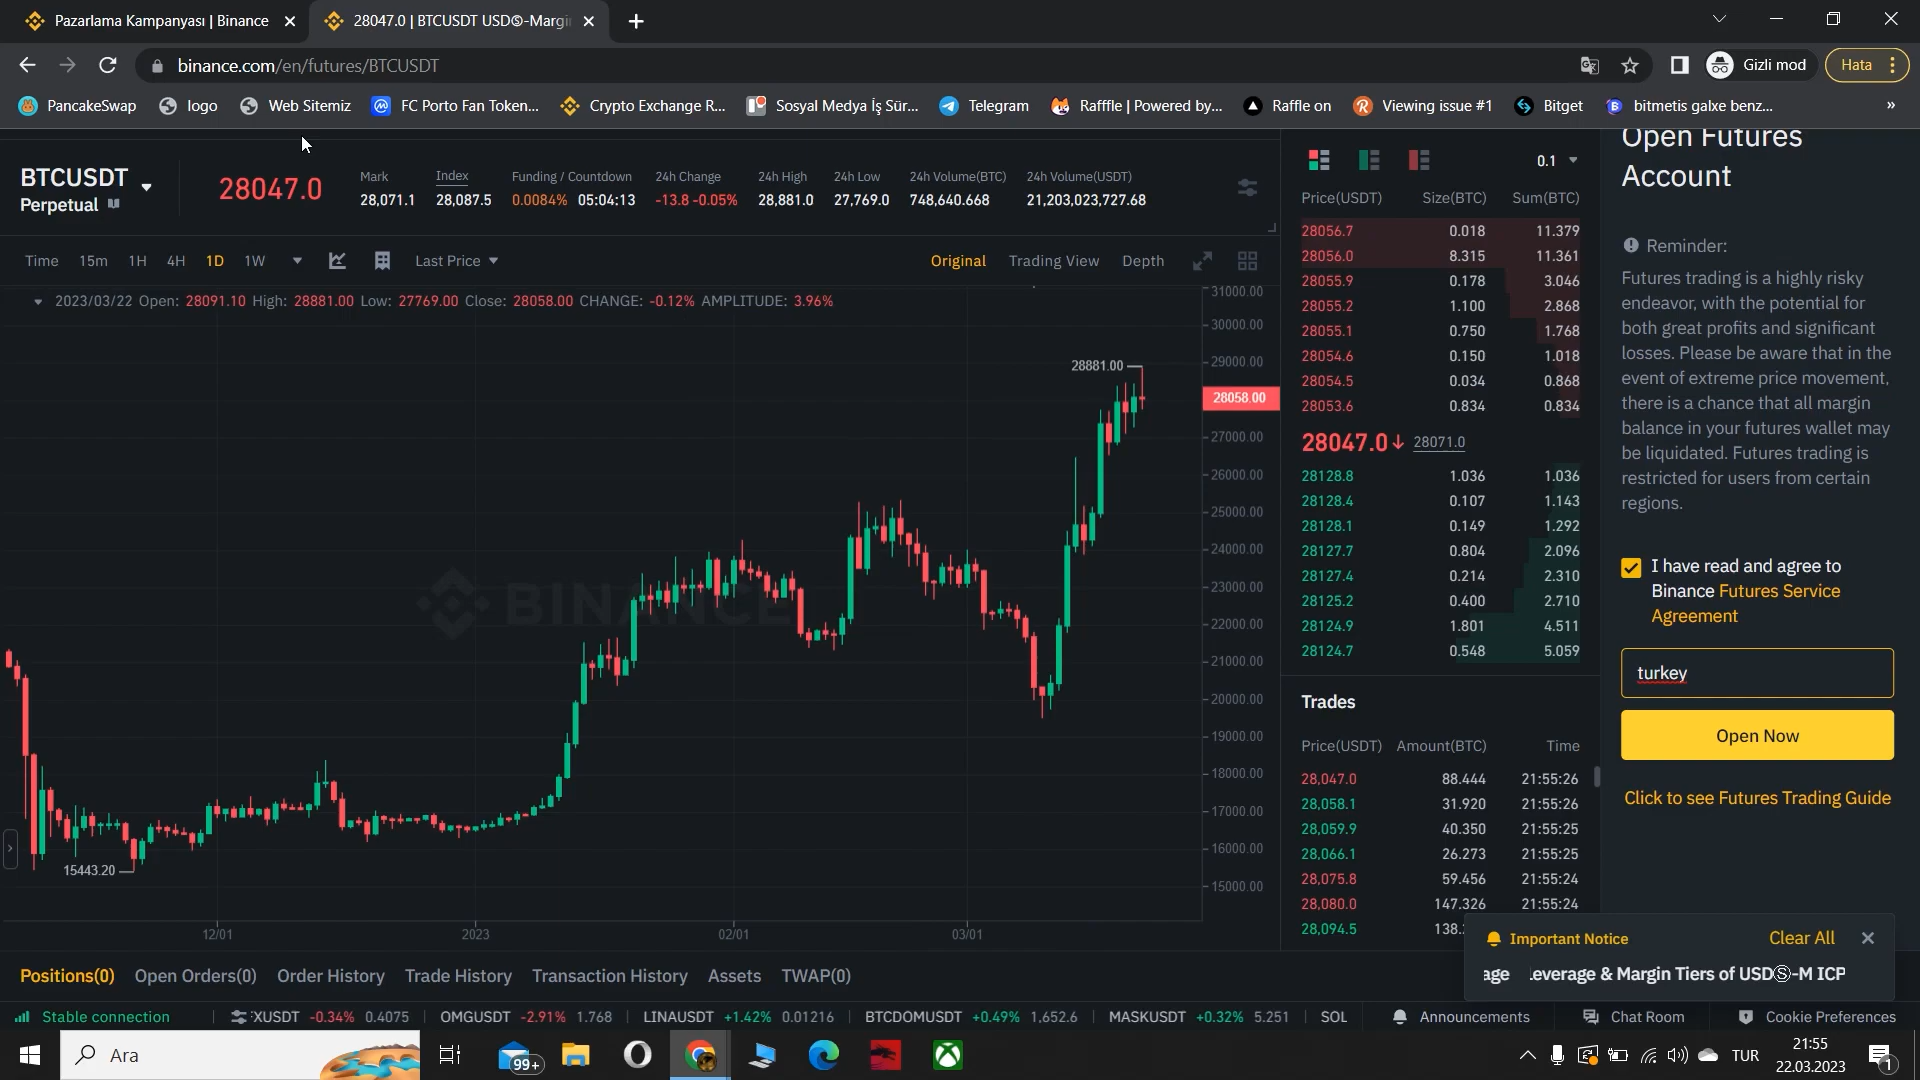 Pazarlama Kampanyası | Binance
28047.0 | BTCUSDT USDⓈ-Margi
binance.com/en/futures/BTCUSDT
Gizli mod
Hata
PancakeSwap
logo
Web Sitemiz
FC Porto Fan Token...
Crypto Exchange R...
Sosyal Medya İş Sür...
Telegram
Rafffle | Powered by...
Raffle on
Viewing issue #1
Bitget
bitmetis galxe benz...
»
BTCUSDT
Perpetual
28047.0
Mark
28,071.1
Index
28,087.5
Funding / Countdown
0.0084% 05:04:13
24h Change
-13.8 -0.05%
24h High
28,881.0
24h Low
27,769.0
24h Volume(BTC)
748,640.668
24h Volume(USDT)
21,203,023,727.68
Time 15m 1H 4H 1D 1W
Last Price
Original Trading View Depth
2023/03/22 Open: 28091.10 High: 28881.00 Low: 27769.00 Close: 28058.00 CHANGE: -0.12% AMPLITUDE: 3.96%
31000.00
30000.00
29000.00
28881.00
28058.00
27000.00
26000.00
25000.00
24000.00
23000.00
22000.00
21000.00
20000.00
19000.00
18000.00
17000.00
16000.00
15000.00
15443.20
BINANCE
12/01 2023 02/01 03/01
0.1
Price(USDT) Size(BTC) Sum(BTC)
28056.7 0.018 11.379
28056.0 8.315 11.361
28055.9 0.178 3.046
28055.2 1.100 2.868
28055.1 0.750 1.768
28054.6 0.150 1.018
28054.5 0.034 0.868
28053.6 0.834 0.834
28047.0↓ 28071.0
28128.8 1.036 1.036
28128.4 0.107 1.143
28128.1 0.149 1.292
28127.7 0.804 2.096
28127.4 0.214 2.310
28125.2 0.400 2.710
28124.9 1.801 4.511
28124.7 0.548 5.059
Trades
Price(USDT) Amount(BTC) Time
28,047.0 88.444 21:55:26
28,058.1 31.920 21:55:26
28,059.9 40.350 21:55:25
28,066.1 26.273 21:55:25
28,075.8 59.456 21:55:24
28,080.0 147.326 21:55:24
28,094.5 138.
Open Futures
Account
Reminder:
Futures trading is a highly risky
endeavor, with the potential for
both great profits and significant
losses. Please be aware that in the
event of extreme price movement,
there is a chance that all margin
balance in your futures wallet may
be liquidated. Futures trading is
restricted for users from certain
regions.
I have read and agree to
Binance Futures Service
Agreement
turkey
Open Now
Click to see Futures Trading Guide
Important Notice
Clear All
age everage & Margin Tiers of USDⓈ-M ICP
Positions(0) Open Orders(0) Order History Trade History Transaction History Assets TWAP(0)
Stable connection
XUSDT -0.34% 0.4075
OMGUSDT -2.91% 1.768
LINAUSDT +1.42% 0.01216
BTCDOMUSDT +0.49% 1,652.6
MASKUSDT +0.32% 5.251
SOL
Announcements
Chat Room
Cookie Preferences
Ara
99+
TUR
21:55
22.03.2023
1